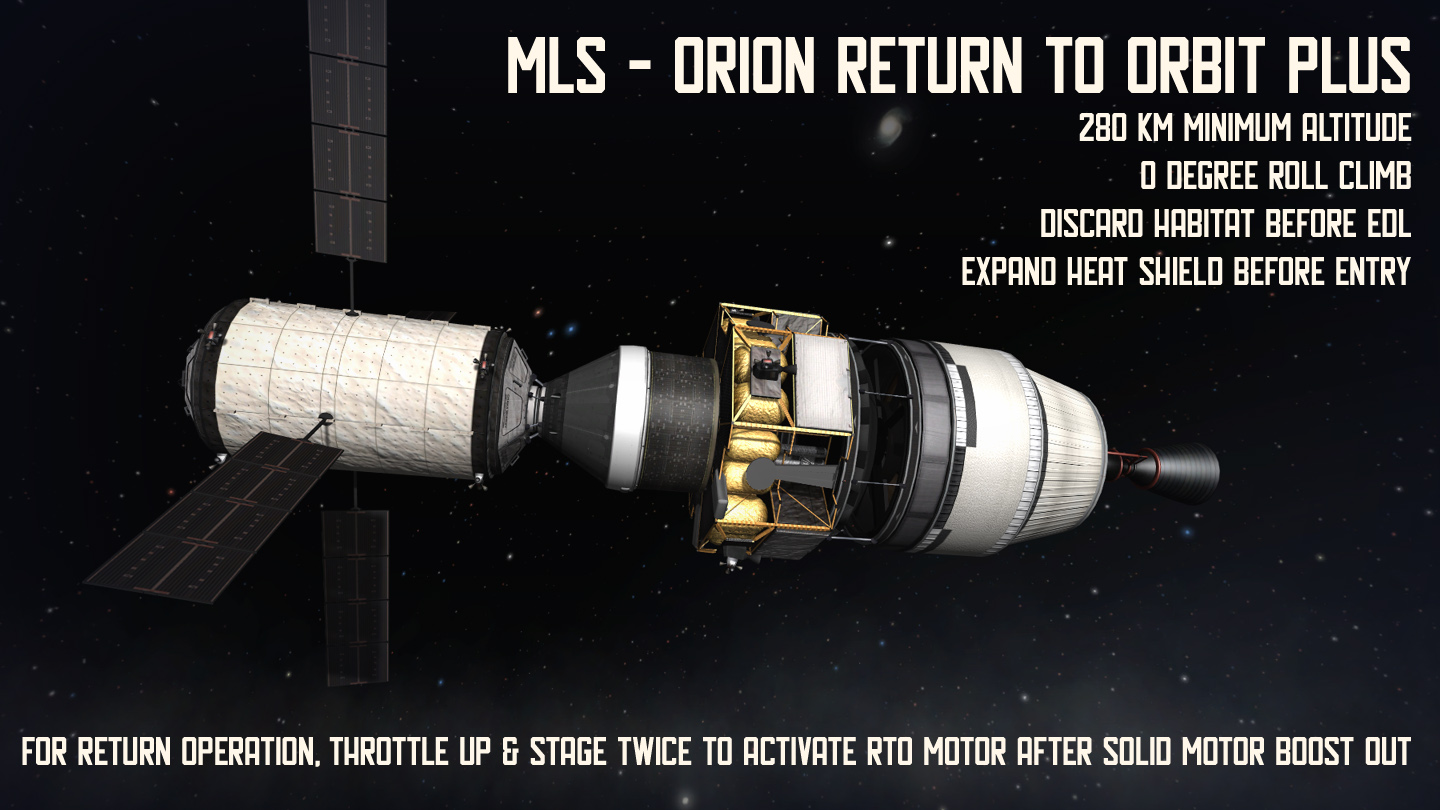 MLS - ORION RETURN TO ORBIT PLUS
280 KM MINIMUM ALTITUDE
0 DEGREE ROLL CLIMB
DISCARD HABITAT BEFORE EDL
EXPAND HEAT SHIELD BEFORE ENTRY
FOR RETURN OPERATION, THROTTLE UP & STAGE TWICE TO ACTIVATE RTO MOTOR AFTER SOLID MOTOR BOOST OUT